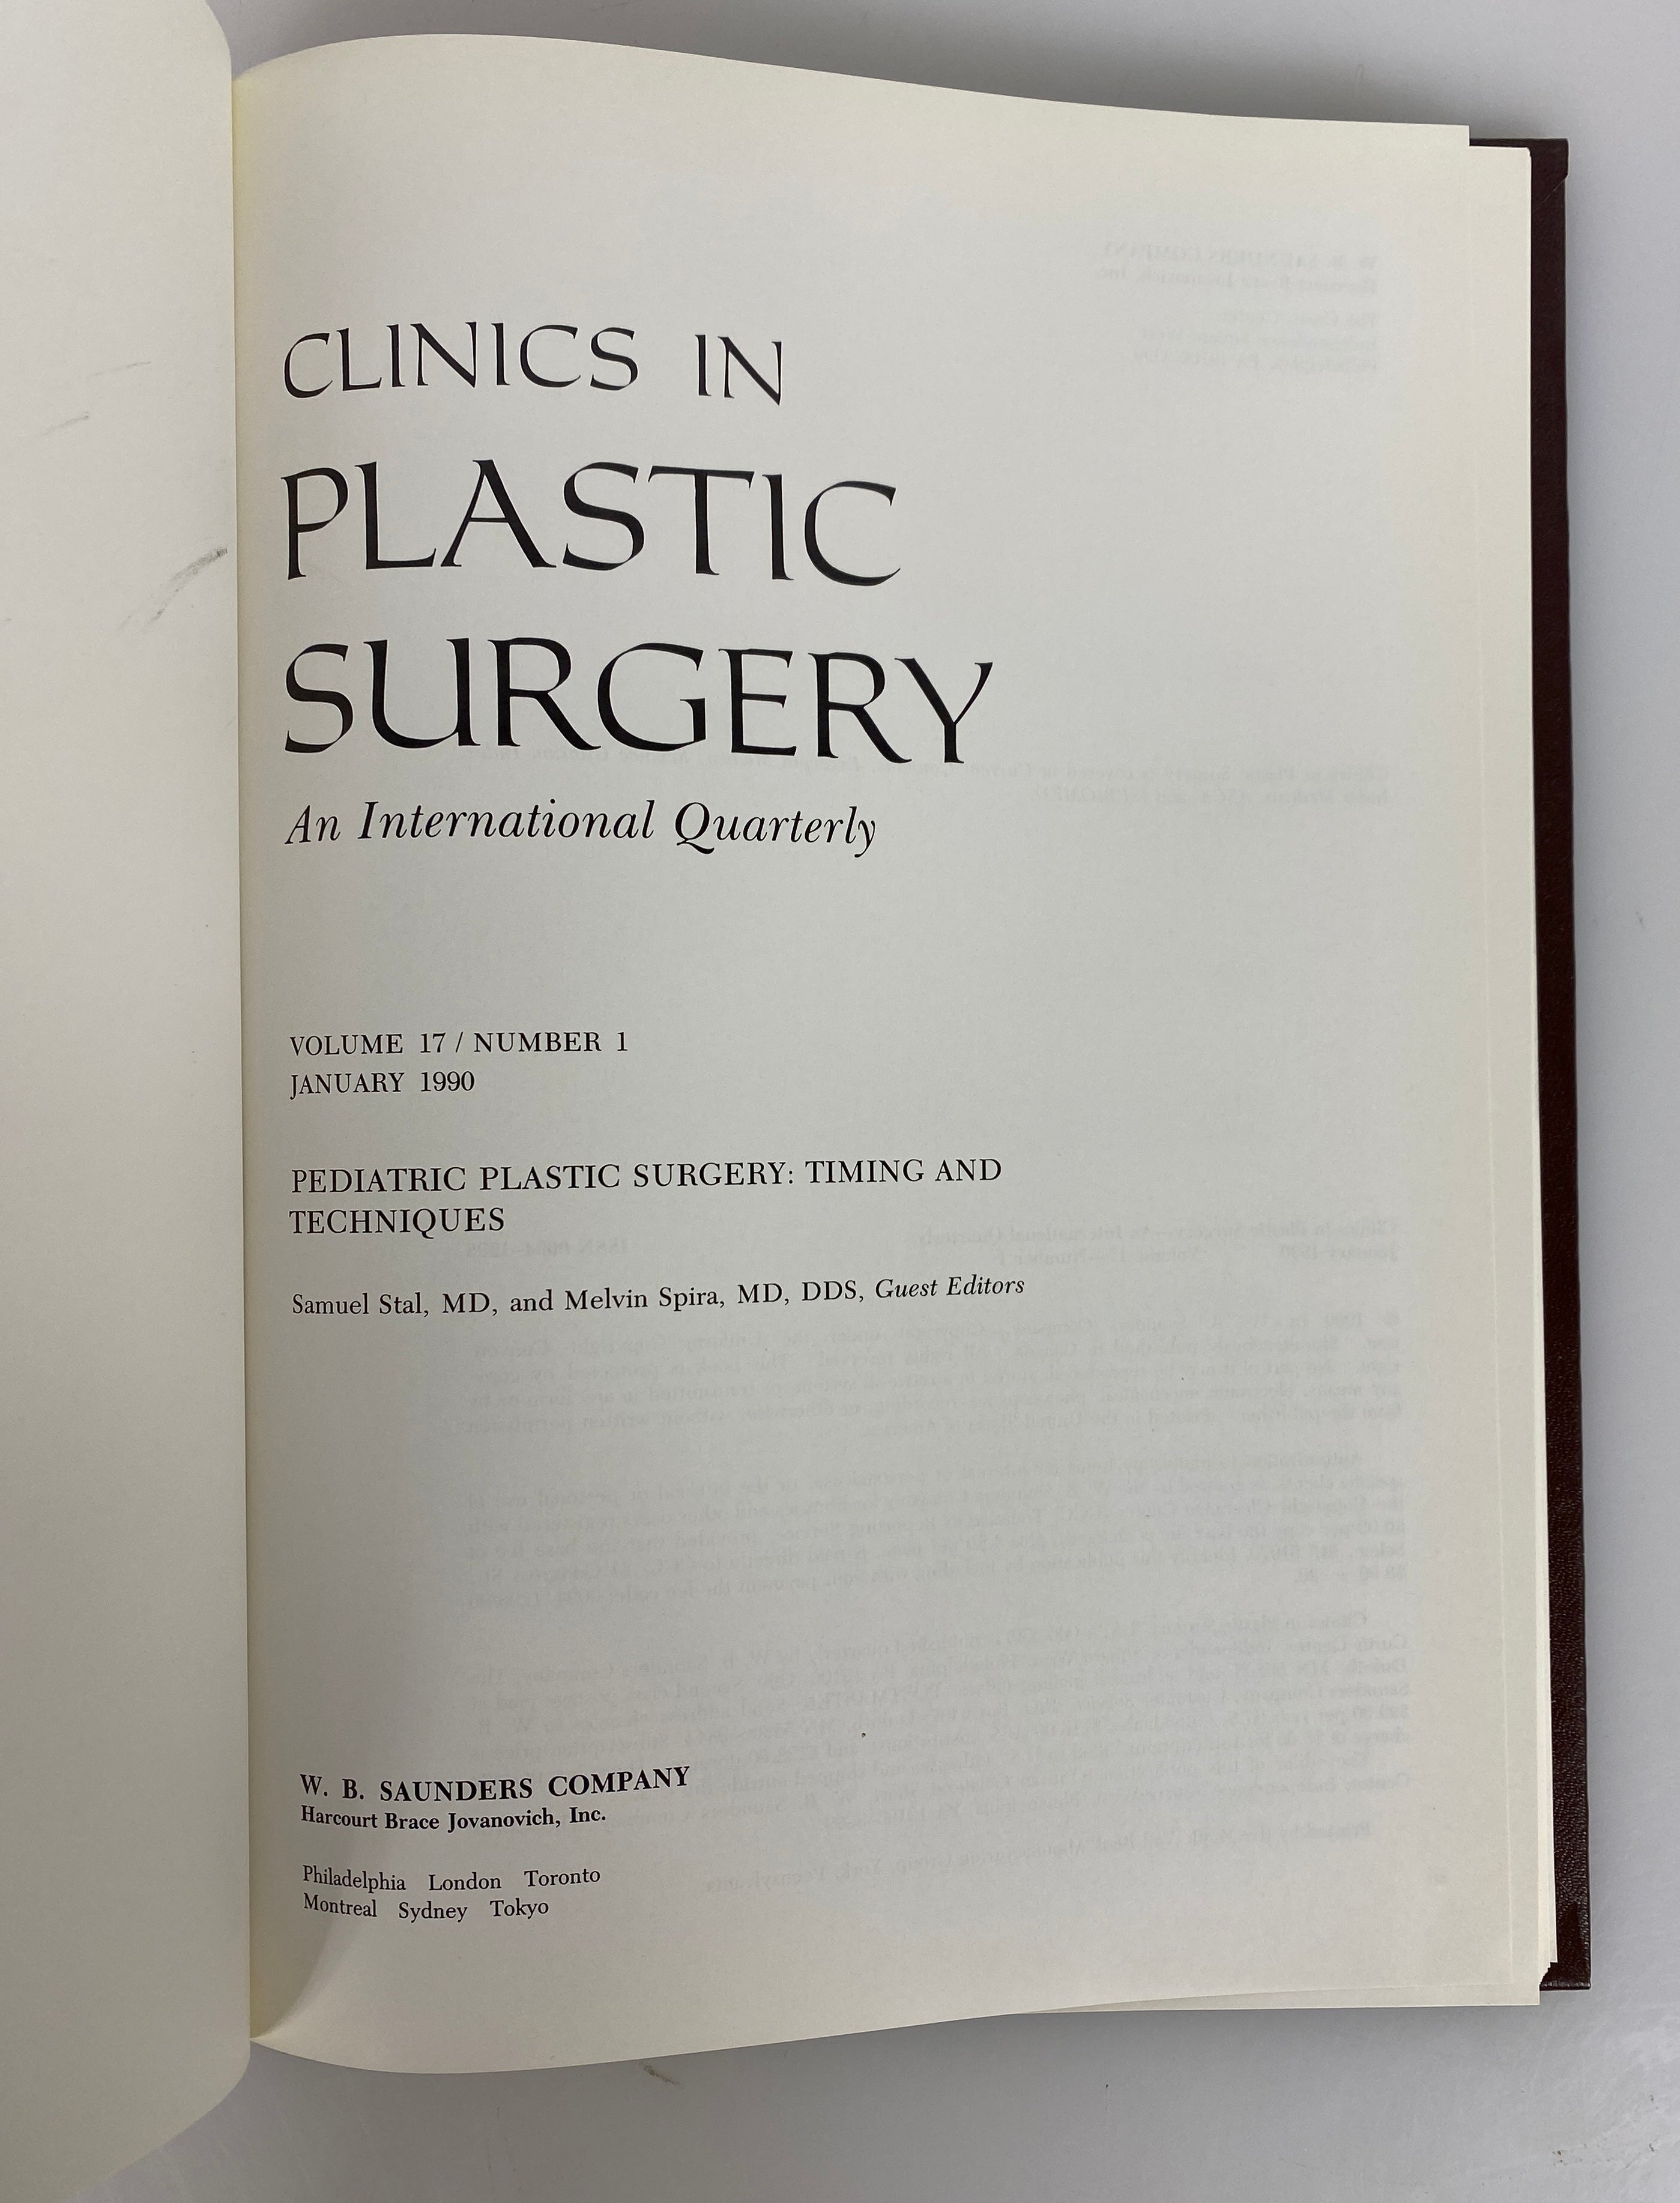 CLINICS IN
PLASTIC
SURGERY
An International Quarterly
VOLUME 17 / NUMBER 1
JANUARY 1990
PEDIATRIC PLASTIC SURGERY: TIMING AND
TECHNIQUES
Samuel Stal, MD, and Melvin Spira, MD, DDS, Guest Editors
W. B. SAUNDERS COMPANY
Harcourt Brace Jovanovich, Inc.
Philadelphia London Toronto
Montreal Sydney Tokyo